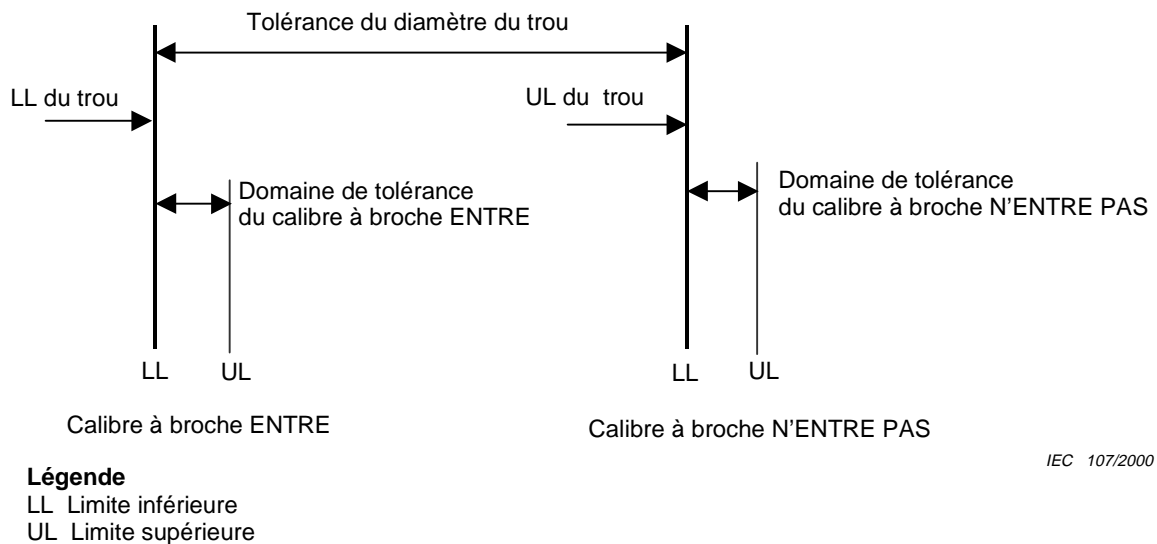 Tolérance du diamètre du trou
LL du trou
UL du trou
Domaine de tolérance
du calibre à broche ENTRE
Domaine de tolérance
du calibre à broche N'ENTRE PAS
LL
UL
LL
UL
Calibre à broche ENTRE
Calibre à broche N'ENTRE PAS
IEC 107/2000
Légende
LL Limite inférieure
UL Limite supérieure